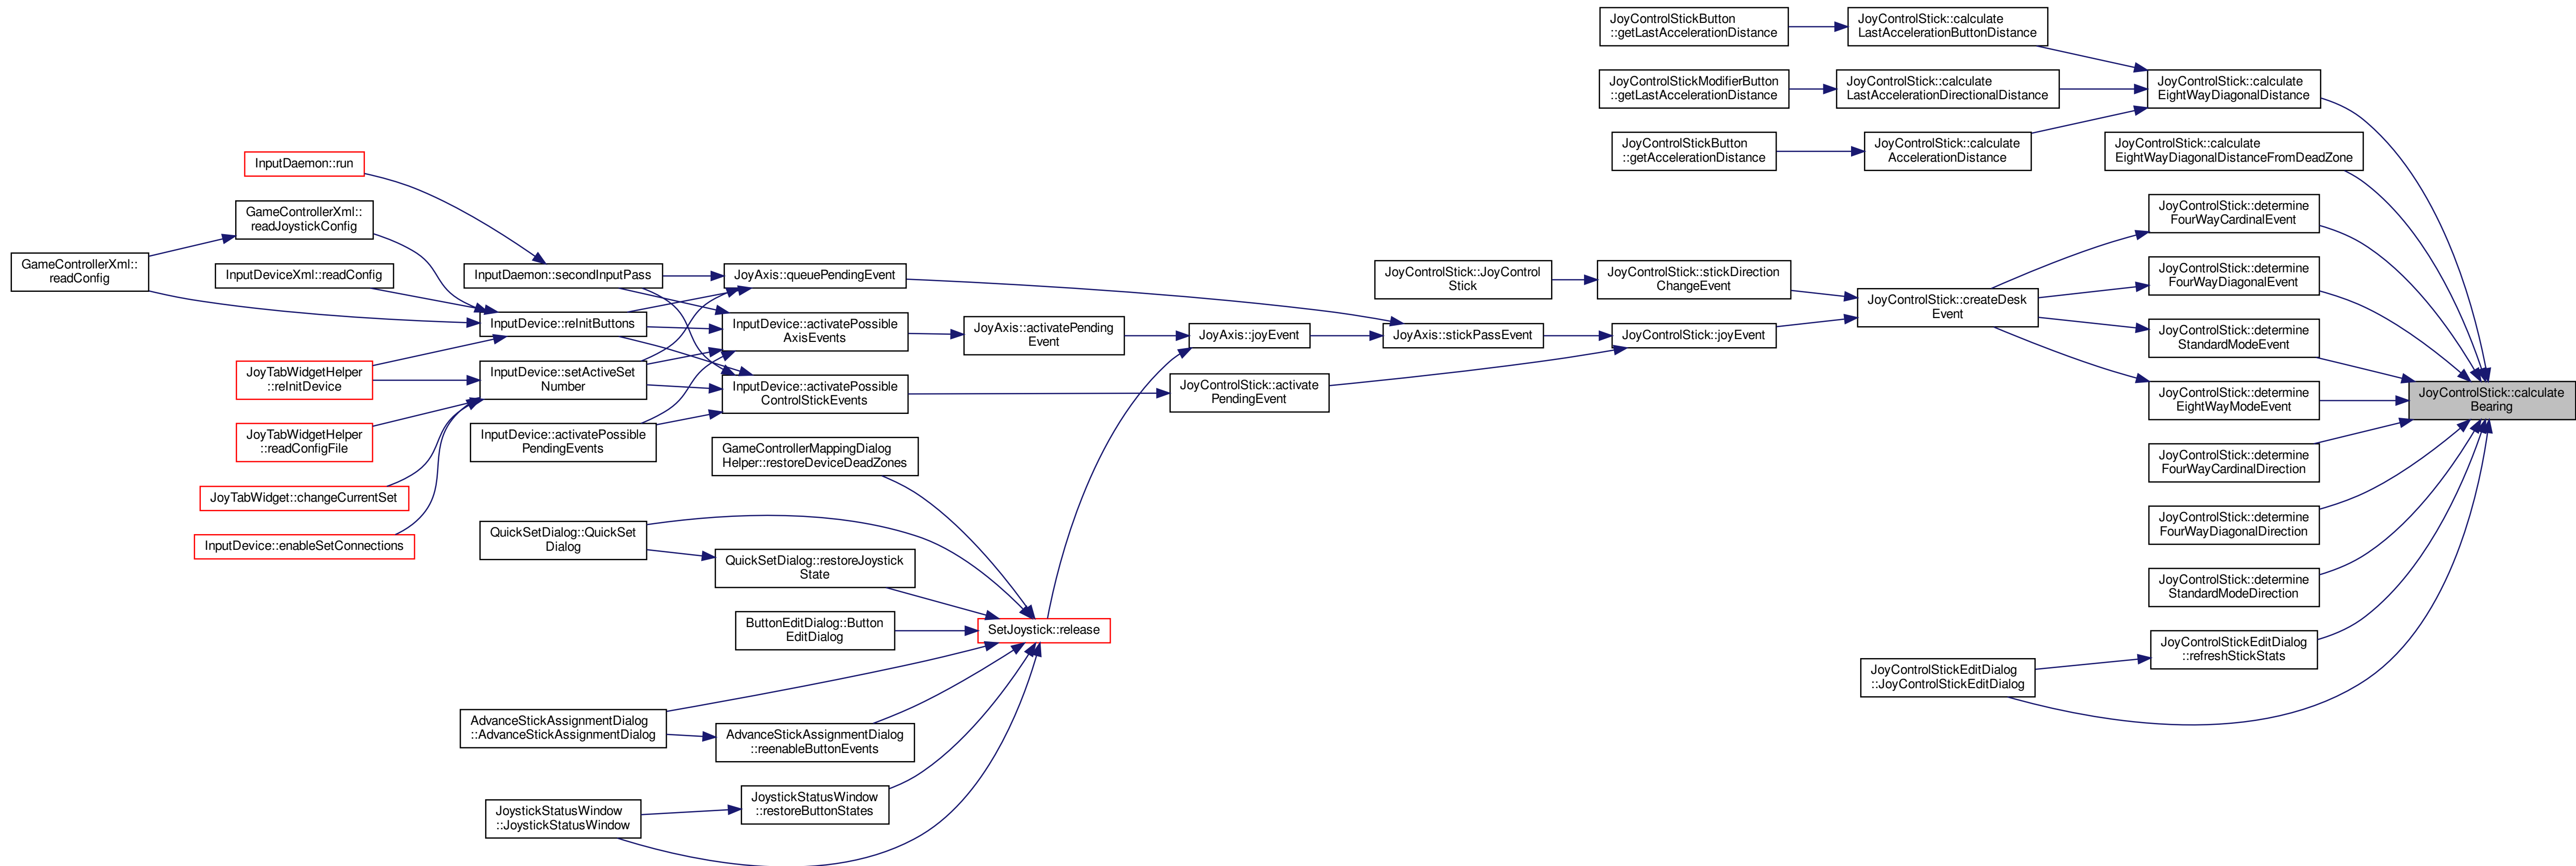 JoyControlStickButton
::getLastAccelerationDistance
JoyControlStick::calculate
LastAccelerationButtonDistance
JoyControlStickModifierButton
::getLastAccelerationDistance
JoyControlStick::calculate
LastAccelerationDirectionalDistance
JoyControlStick::calculate
EightWayDiagonalDistance
JoyControlStickButton
::getAccelerationDistance
JoyControlStick::calculate
AccelerationDistance
JoyControlStick::calculate
EightWayDiagonalDistanceFromDeadZone
InputDaemon::run
GameControllerXml::
readJoystickConfig
JoyControlStick::determine
FourWayCardinalEvent
GameControllerXml::
readConfig
InputDeviceXml::readConfig
InputDaemon::secondInputPass
JoyAxis::queuePendingEvent
JoyControlStick::JoyControl
Stick
JoyControlStick::stickDirection
ChangeEvent
JoyControlStick::determine
FourWayDiagonalEvent
JoyControlStick::createDesk
Event
InputDevice::reInitButtons
InputDevice::activatePossible
AxisEvents
JoyAxis::activatePending
Event
JoyAxis::joyEvent
JoyAxis::stickPassEvent
JoyControlStick::joyEvent
JoyControlStick::determine
StandardModeEvent
JoyTabWidgetHelper
::reInitDevice
InputDevice::setActiveSet
Number
InputDevice::activatePossible
ControlStickEvents
JoyControlStick::activate
PendingEvent
JoyControlStick::determine
EightWayModeEvent
JoyControlStick::calculate
Bearing
JoyTabWidgetHelper
::readConfigFile
InputDevice::activatePossible
PendingEvents
GameControllerMappingDialog
Helper::restoreDeviceDeadZones
JoyControlStick::determine
FourWayCardinalDirection
JoyTabWidget::changeCurrentSet
InputDevice::enableSetConnections
QuickSetDialog::QuickSet
Dialog
JoyControlStick::determine
FourWayDiagonalDirection
QuickSetDialog::restoreJoystick
State
JoyControlStick::determine
StandardModeDirection
ButtonEditDialog::Button
EditDialog
SetJoystick::release
JoyControlStickEditDialog
::refreshStickStats
JoyControlStickEditDialog
::JoyControlStickEditDialog
AdvanceStickAssignmentDialog
::AdvanceStickAssignmentDialog
AdvanceStickAssignmentDialog
::reenableButtonEvents
JoystickStatusWindow
::restoreButtonStates
JoystickStatusWindow
::JoystickStatusWindow